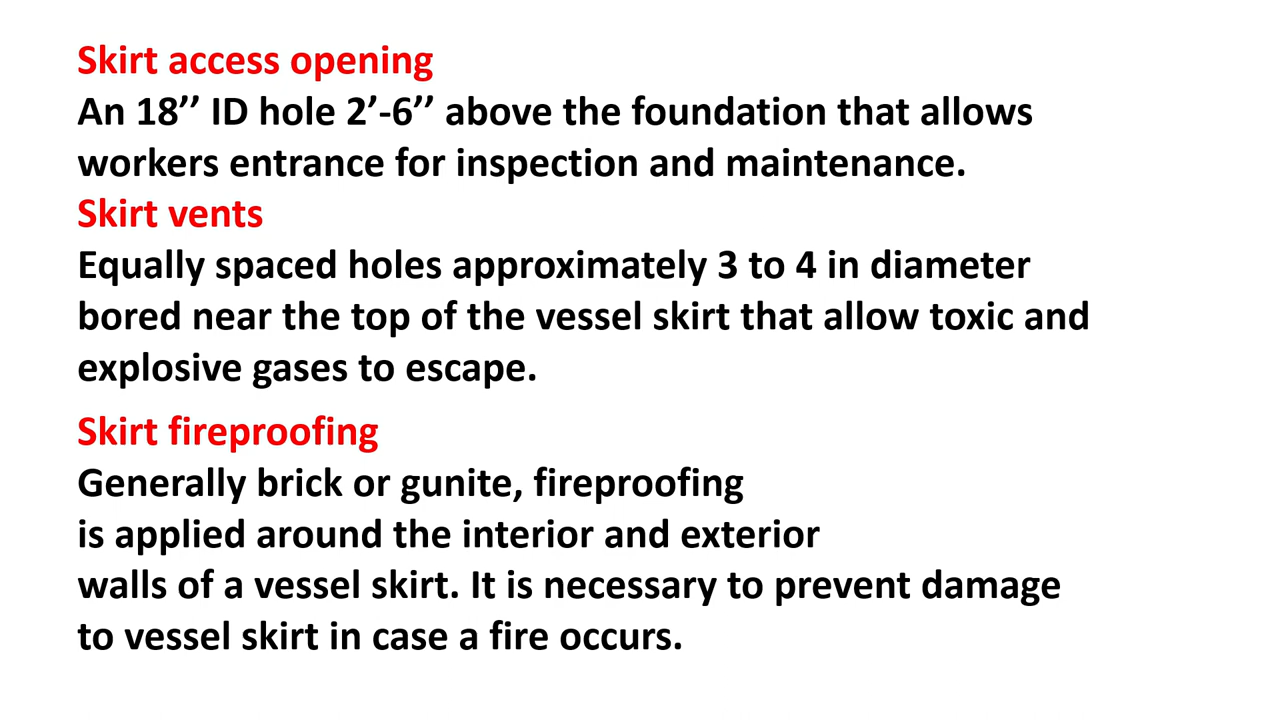 Skirt access opening
An 18’’ ID hole 2’-6’’ above the foundation that allows
workers entrance for inspection and maintenance.
Skirt vents
Equally spaced holes approximately 3 to 4 in diameter
bored near the top of the vessel skirt that allow toxic and
explosive gases to escape.
Skirt fireproofing
Generally brick or gunite, fireproofing
is applied around the interior and exterior
walls of a vessel skirt. It is necessary to prevent damage
to vessel skirt in case a fire occurs.